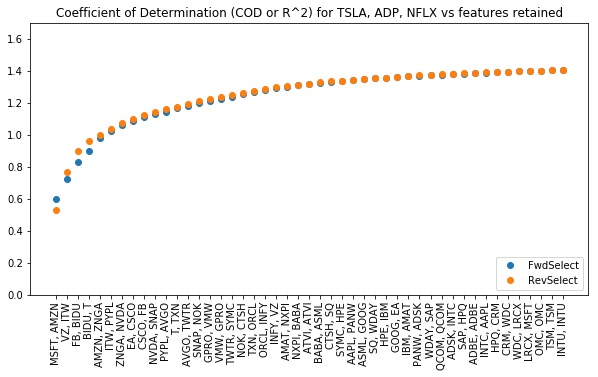 Coefficient of Determination (COD or R^2) for TSLA, ADP, NFLX vs features retained
1.6
1.4
1.2
1.0
0.8
0.6
0.4
0.2
0.0
FwdSelect
RevSelect
MSFT, AMZN
VZ, ITW
FB, BIDU
BIDU, T
AMZN, ZNGA
ITW, PYPL
ZNGA, NVDA
EA, CSCO
CSCO, FB
NVDA, SNAP
PYPL, AVGO
T, TXN
AVGO, TWTR
SNAP, NOK
GPRO, VMW
VMW, GPRO
TWTR, SYMC
NOK, CTSH
TXN, ORCL
ORCL, INFY
INFY, VZ
AMAT, NXPI
NXPI, BABA
ATVI, ATVI
BABA, ASML
CTSH, SQ
SYMC, HPE
AAPL, PANW
ASML, GOOG
SQ, WDAY
HPE, IBM
GOOG, EA
IBM, AMAT
PANW, ADSK
WDAY, SAP
QCOM, QCOM
ADSK, INTC
SAP, HPQ
ADBE, ADBE
INTC, AAPL
HPQ, CRM
CRM, WDC
WDC, LRCX
LRCX, MSFT
OMC, OMC
TSM, TSM
INTU, INTU